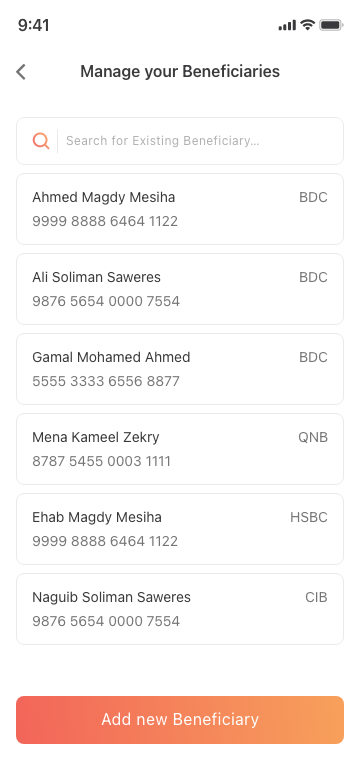 9:41
Manage your Beneficiaries
Search for Existing Beneficiary...
Ahmed Magdy Mesiha BDC
9999 8888 6464 1122
Ali Soliman Saweres BDC
9876 5654 0000 7554
Gamal Mohamed Ahmed BDC
5555 3333 6556 8877
Mena Kameel Zekry QNB
8787 5455 0003 1111
Ehab Magdy Mesiha HSBC
9999 8888 6464 1122
Naguib Soliman Saweres CIB
9876 5654 0000 7554
Add new Beneficiary